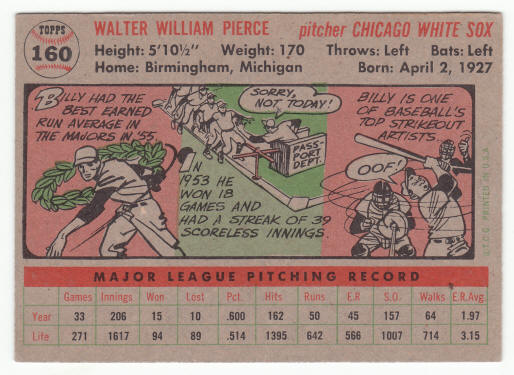 TOPPS
160
WALTER WILLIAM PIERCE pitcher CHICAGO WHITE SOX
Height: 5'10½" Weight: 170 Throws: Left Bats: Left
Home: Birmingham, Michigan Born: April 2, 1927
BILLY HAD THE
BEST EARNED
RUN AVERAGE IN
THE MAJORS IN '55.
SORRY,
NOT TODAY!
PASS-
PORT
DEPT.
IN
1953 HE
WON 18
GAMES AND
HAD A STREAK OF 39
SCORELESS INNINGS.
BILLY IS ONE
OF BASEBALL'S
TOP STRIKEOUT
ARTISTS
OOF!
T.C.G. PRINTED IN U.S.A.
MAJOR LEAGUE PITCHING RECORD
Games Innings Won Lost Pct. Hits Runs E.R S.O. Walks E.R.Avg.
Year 33 206 15 10 .600 162 50 45 157 64 1.97
Life 271 1617 94 89 .514 1395 642 566 1007 714 3.15